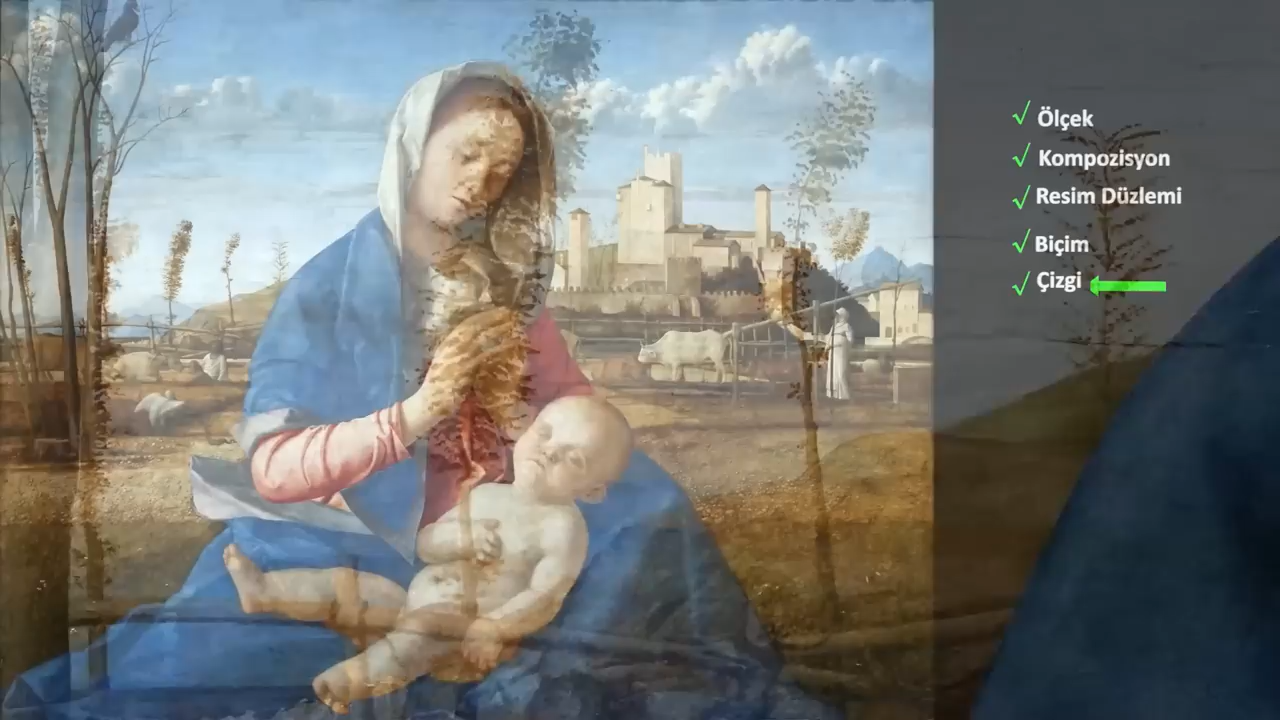 √ Ölçek
√ Kompozisyon
√ Resim Düzlemi
√ Biçim
√ Çizgi